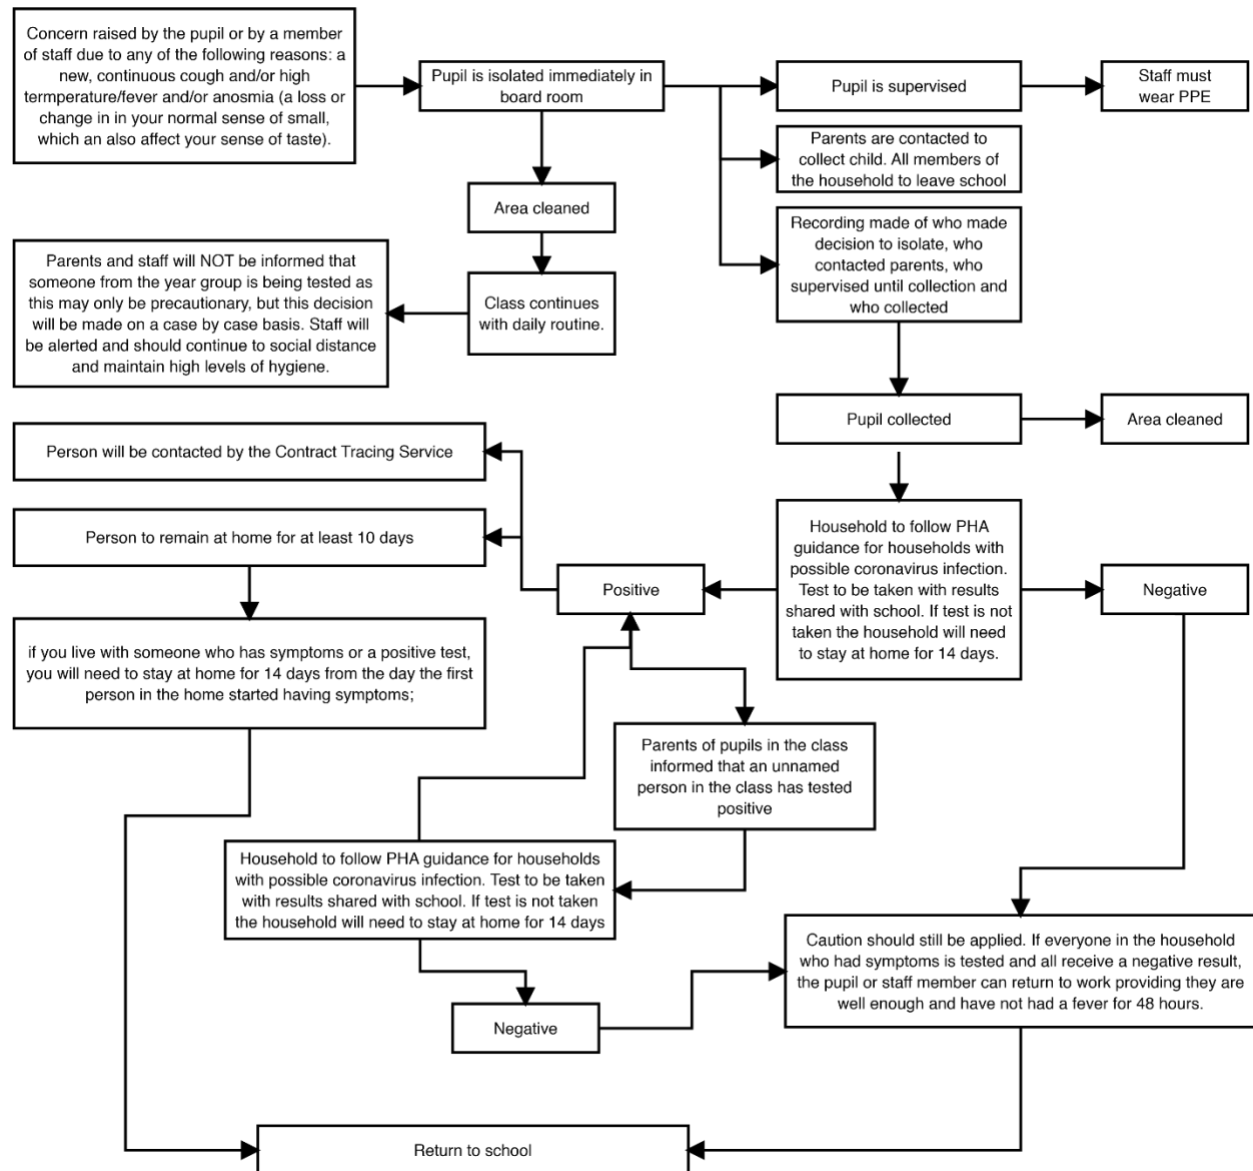 Concern raised by the pupil or by a member
of staff due to any of the following reasons: a
new, continuous cough and/or high
termperature/fever and/or anosmia (a loss or
change in in your normal sense of small,
which an also affect your sense of taste).
Pupil is isolated immediately in
board room
Pupil is supervised
Staff must
wear PPE
Parents are contacted to
collect child. All members of
the household to leave school
Area cleaned
Recording made of who made
decision to isolate, who
contacted parents, who
supervised until collection and
who collected
Parents and staff will NOT be informed that
someone from the year group is being tested as
this may only be precautionary, but this decision
will be made on a case by case basis. Staff will
be alerted and should continue to social distance
and maintain high levels of hygiene.
Class continues
with daily routine.
Pupil collected
Area cleaned
Person will be contacted by the Contract Tracing Service
Person to remain at home for at least 10 days
Household to follow PHA
guidance for households with
possible coronavirus infection.
Test to be taken with results
shared with school. If test is not
taken the household will need
to stay at home for 14 days.
Positive
Negative
if you live with someone who has symptoms or a positive test,
you will need to stay at home for 14 days from the day the first
person in the home started having symptoms;
Parents of pupils in the class
informed that an unnamed
person in the class has tested
positive
Household to follow PHA guidance for households
with possible coronavirus infection. Test to be taken
with results shared with school. If test is not taken
the household will need to stay at home for 14 days
Caution should still be applied. If everyone in the household
who had symptoms is tested and all receive a negative result,
the pupil or staff member can return to work providing they are
well enough and have not had a fever for 48 hours.
Negative
Return to school